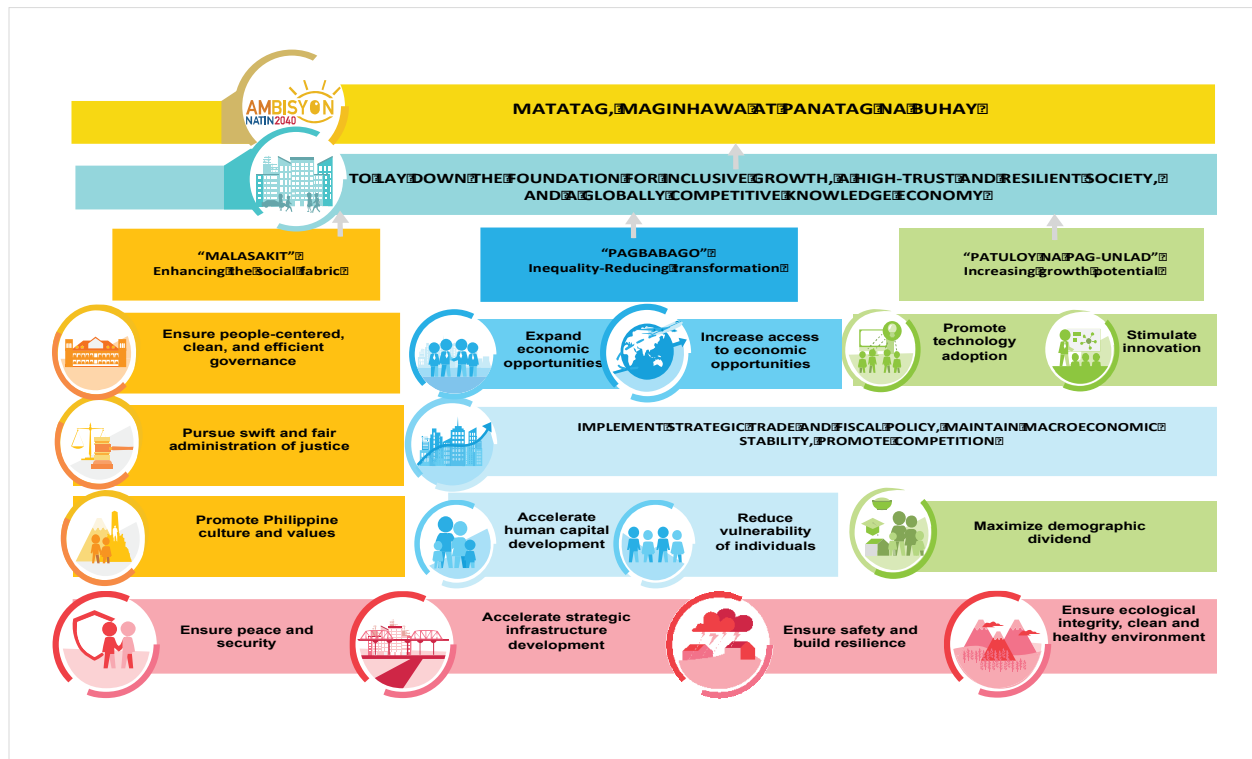 AMBISYON
NATIN 2040
MATATAG, MAGINHAWA AT PANATAG NA BUHAY
TO LAY DOWN THE FOUNDATION FOR INCLUSIVE GROWTH, A HIGH-TRUST AND RESILIENT SOCIETY,
AND A GLOBALLY COMPETITIVE KNOWLEDGE ECONOMY
“MALASAKIT”
Enhancing the social fabric
“PAGBABAGO”
Inequality-Reducing transformation
“PATULOY NA PAG-UNLAD”
Increasing growth potential
Ensure people-centered,
clean, and efficient
governance
Expand
economic
opportunities
Increase access
to economic
opportunities
Promote
technology
adoption
Stimulate
innovation
Pursue swift and fair
administration of justice
IMPLEMENT STRATEGIC TRADE AND FISCAL POLICY, MAINTAIN MACROECONOMIC
STABILITY, PROMOTE COMPETITION
Promote Philippine
culture and values
Accelerate
human capital
development
Reduce
vulnerability
of individuals
Maximize demographic
dividend
Ensure peace and
security
Accelerate strategic
infrastructure
development
Ensure safety and
build resilience
Ensure ecological
integrity, clean and
healthy environment